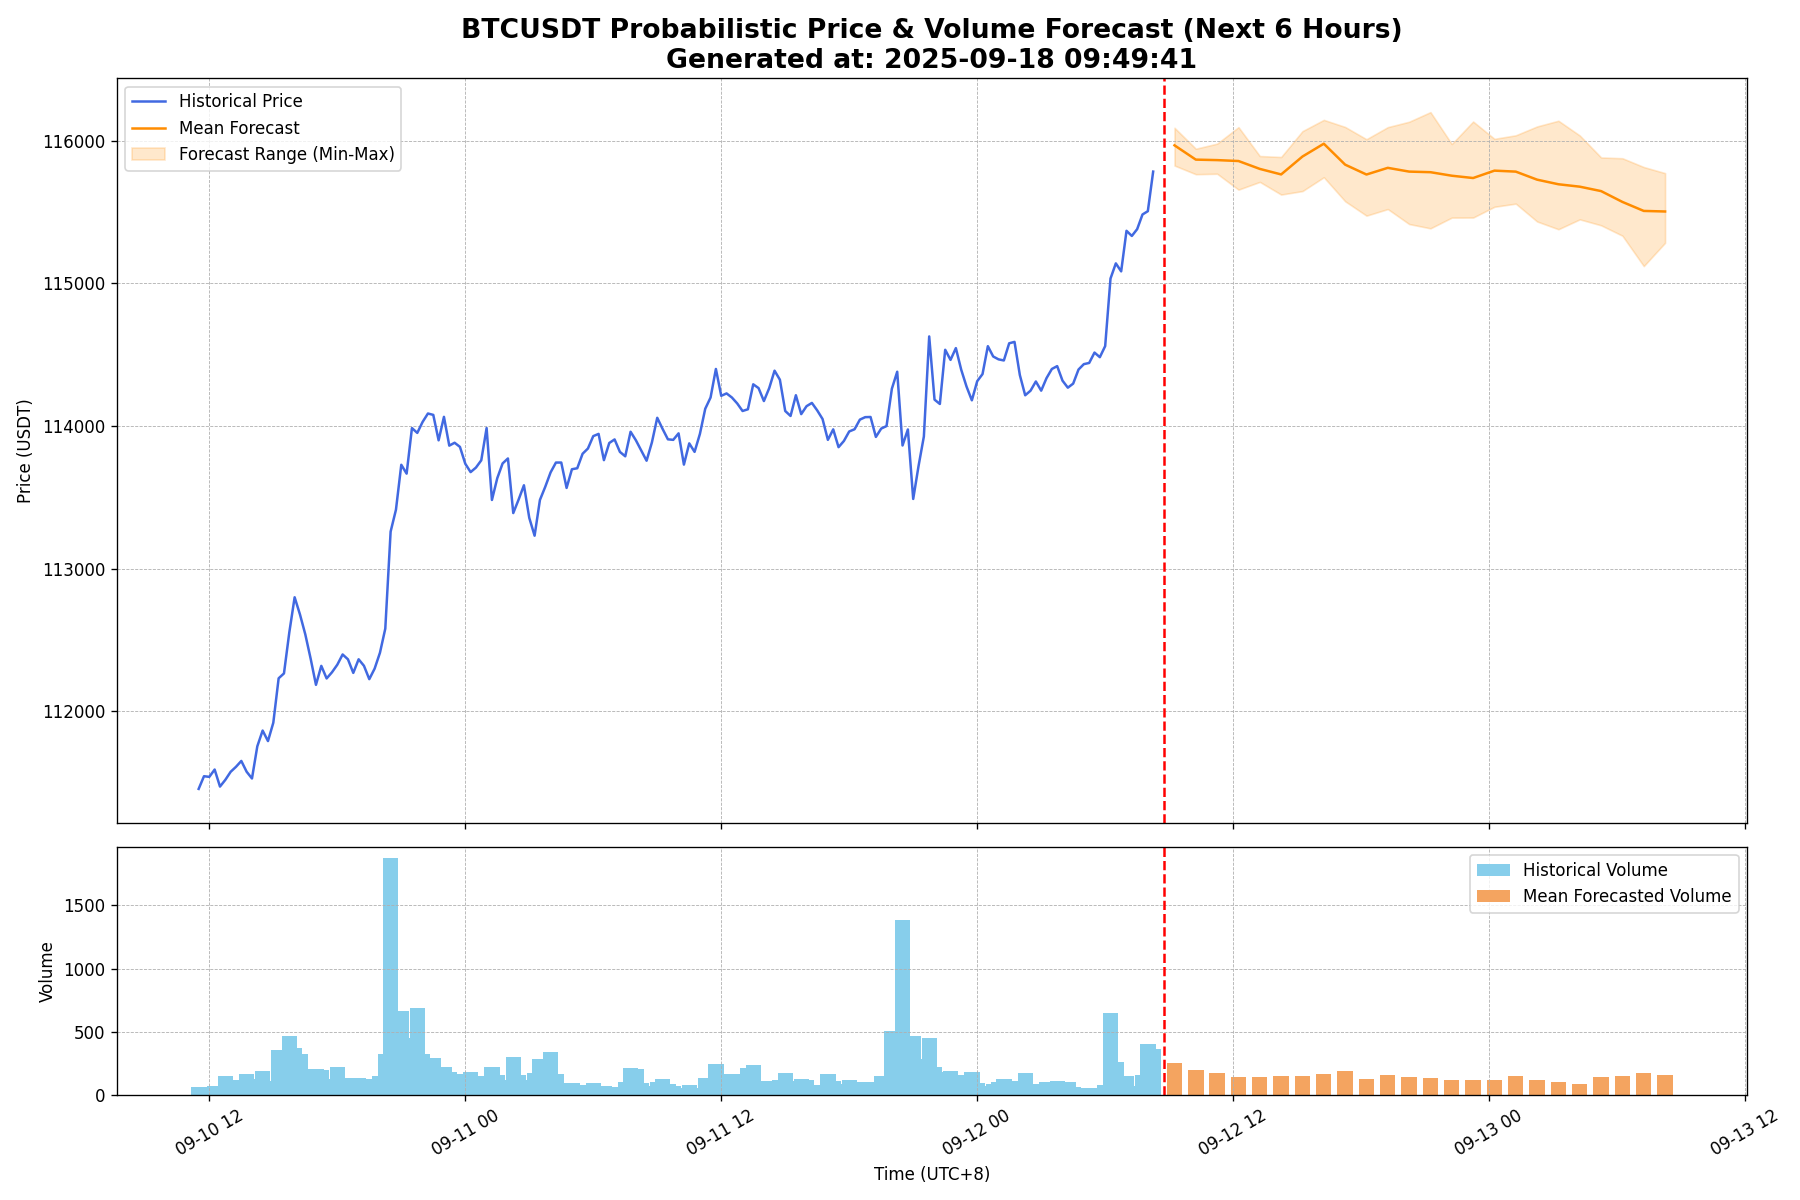 BTCUSDT Probabilistic Price & Volume Forecast (Next 6 Hours)
Generated at: 2025-09-18 09:49:41
Historical Price
Mean Forecast
Forecast Range (Min-Max)
116000
115000
114000
113000
112000
Price (USDT)
Historical Volume
Mean Forecasted Volume
1500
1000
500
0
Volume
09-10 12
09-11 00
09-11 12
09-12 00
09-12 12
09-13 00
09-13 12
Time (UTC+8)